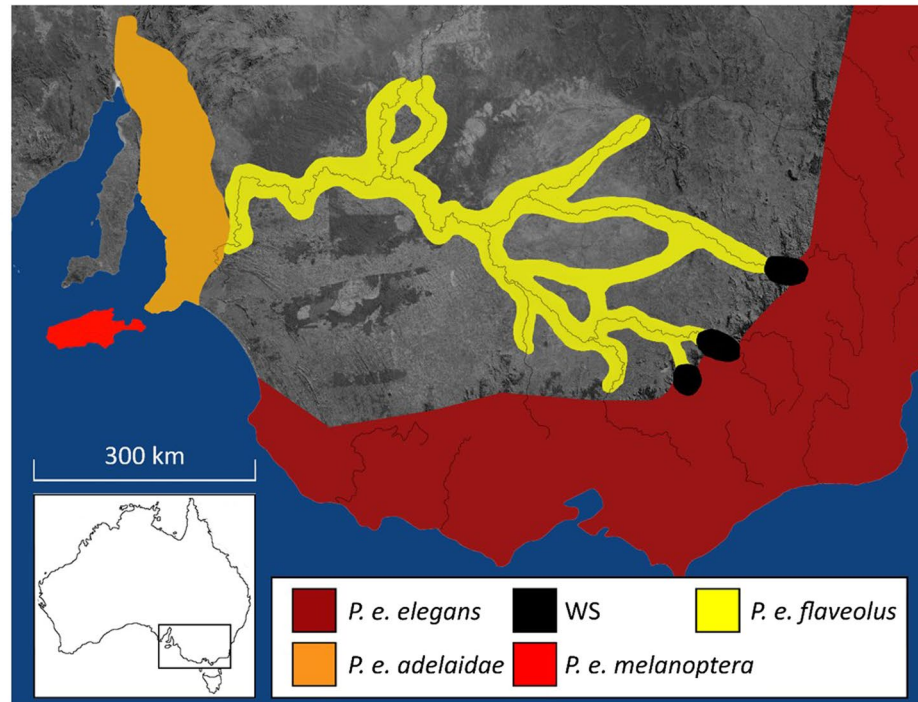 300 km
P. e. elegans
WS
P. e. flaveolus
P. e. adelaidae
P. e. melanoptera